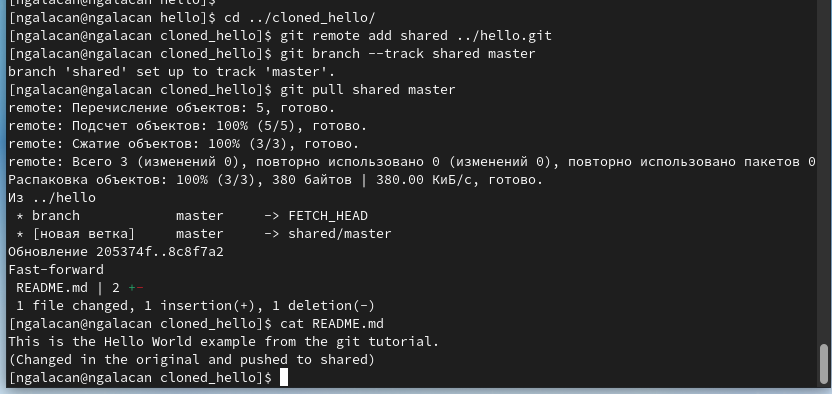 [ngalacan@ngalacan hello]$
[ngalacan@ngalacan hello]$ cd ../cloned_hello/
[ngalacan@ngalacan cloned_hello]$ git remote add shared ../hello.git
[ngalacan@ngalacan cloned_hello]$ git branch --track shared master
branch 'shared' set up to track 'master'.
[ngalacan@ngalacan cloned_hello]$ git pull shared master
remote: Перечисление объектов: 5, готово.
remote: Подсчет объектов: 100% (5/5), готово.
remote: Сжатие объектов: 100% (3/3), готово.
remote: Всего 3 (изменений 0), повторно использовано 0 (изменений 0), повторно использовано пакетов 0
Распаковка объектов: 100% (3/3), 380 байтов | 380.00 КиБ/с, готово.
Из ../hello
 * branch            master     -> FETCH_HEAD
 * [новая ветка]     master     -> shared/master
Обновление 205374f..8c8f7a2
Fast-forward
 README.md | 2 +-
 1 file changed, 1 insertion(+), 1 deletion(-)
[ngalacan@ngalacan cloned_hello]$ cat README.md
This is the Hello World example from the git tutorial.
(Changed in the original and pushed to shared)
[ngalacan@ngalacan cloned_hello]$